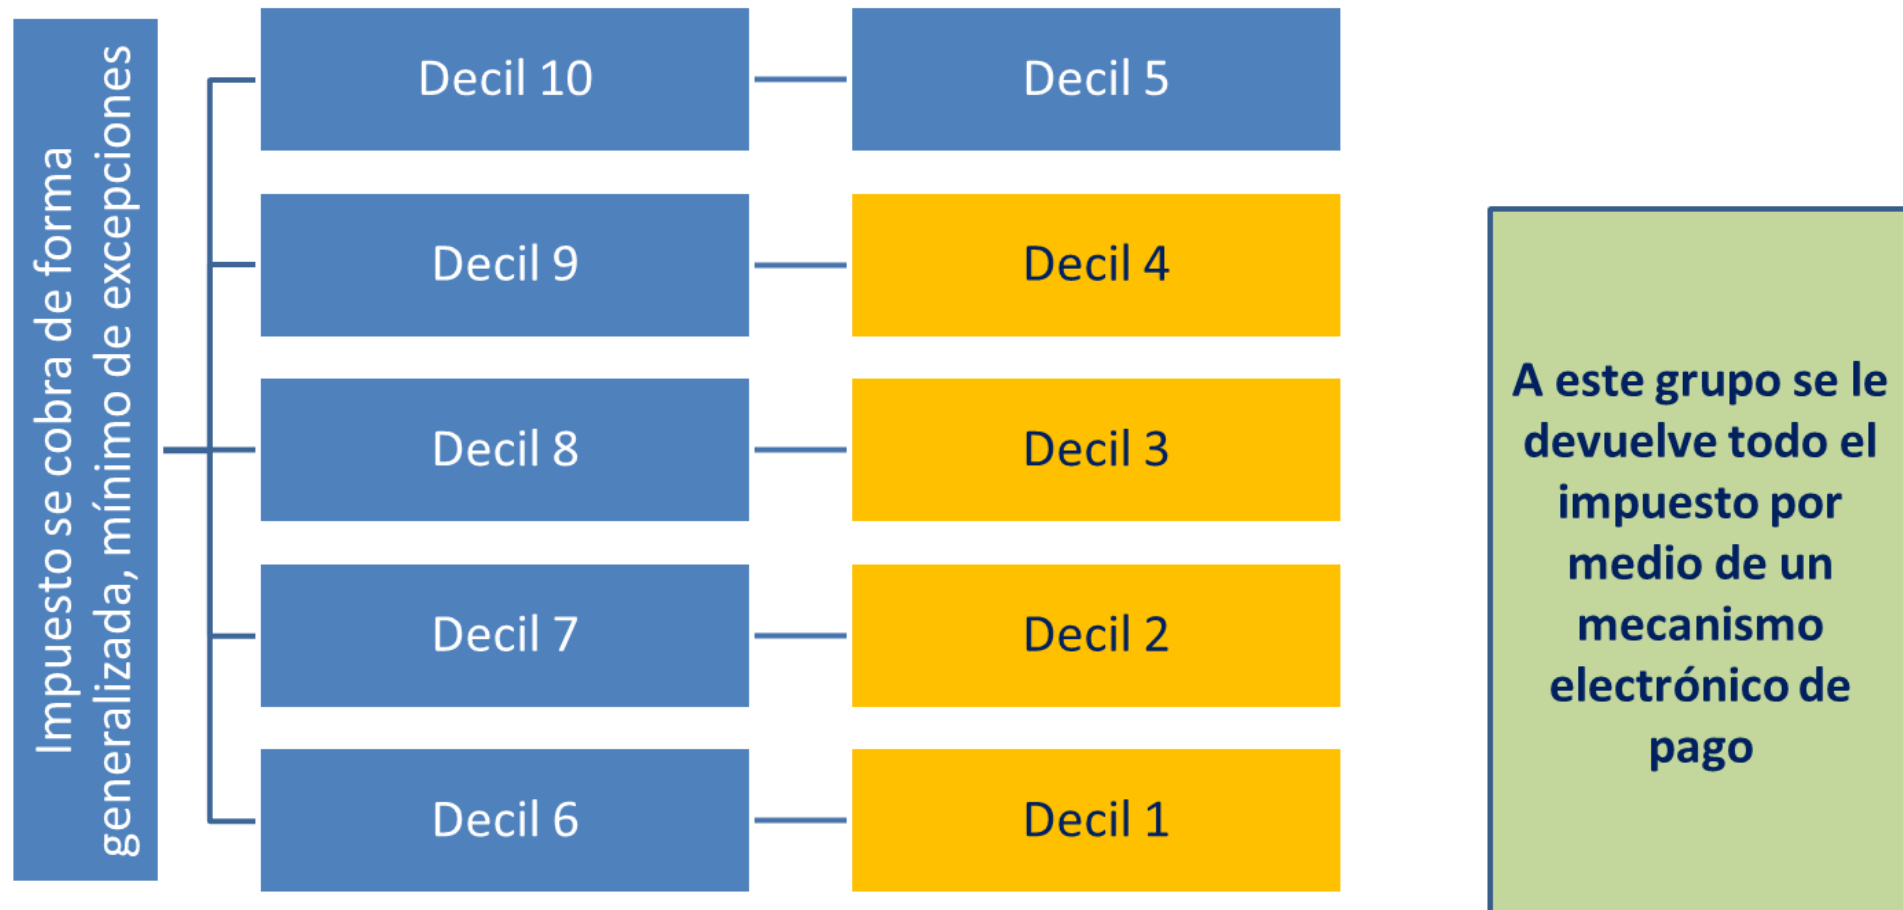 Impuesto se cobra de forma
generalizada, mínimo de excepciones
Decil 10
Decil 5
Decil 9
Decil 4
Decil 8
Decil 3
Decil 7
Decil 2
Decil 6
Decil 1
A este grupo se le
devuelve todo el
impuesto por
medio de un
mecanismo
electrónico de
pago